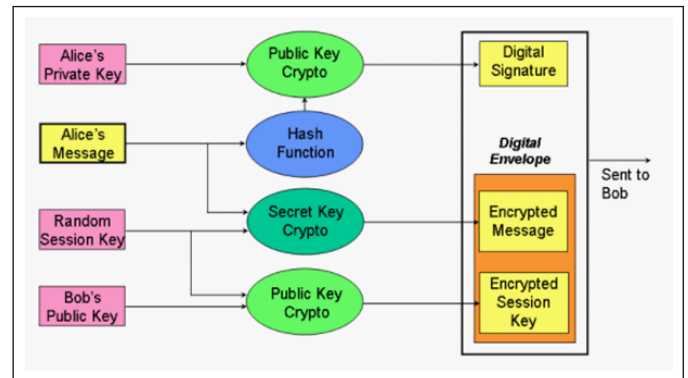 Alice's
Private Key
Public Key
Crypto
Digital
Signature
Alice's
Message
Hash
Function
Digital
Envelope
Sent to
Bob
Random
Session Key
Secret Key
Crypto
Encrypted
Message
Bob's
Public Key
Public Key
Crypto
Encrypted
Session
Key